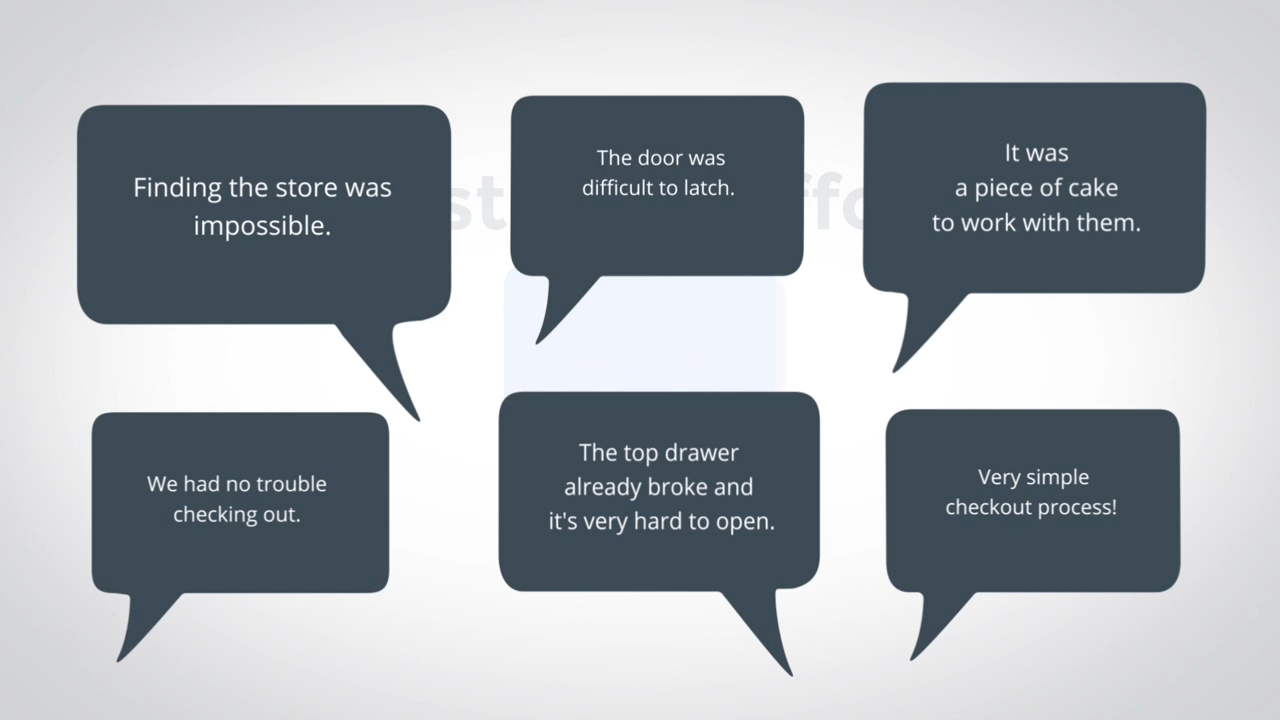 Finding the store was
impossible.
The door was
difficult to latch.
It was
a piece of cake
to work with them.
We had no trouble
checking out.
The top drawer
already broke and
it's very hard to open.
Very simple
checkout process!